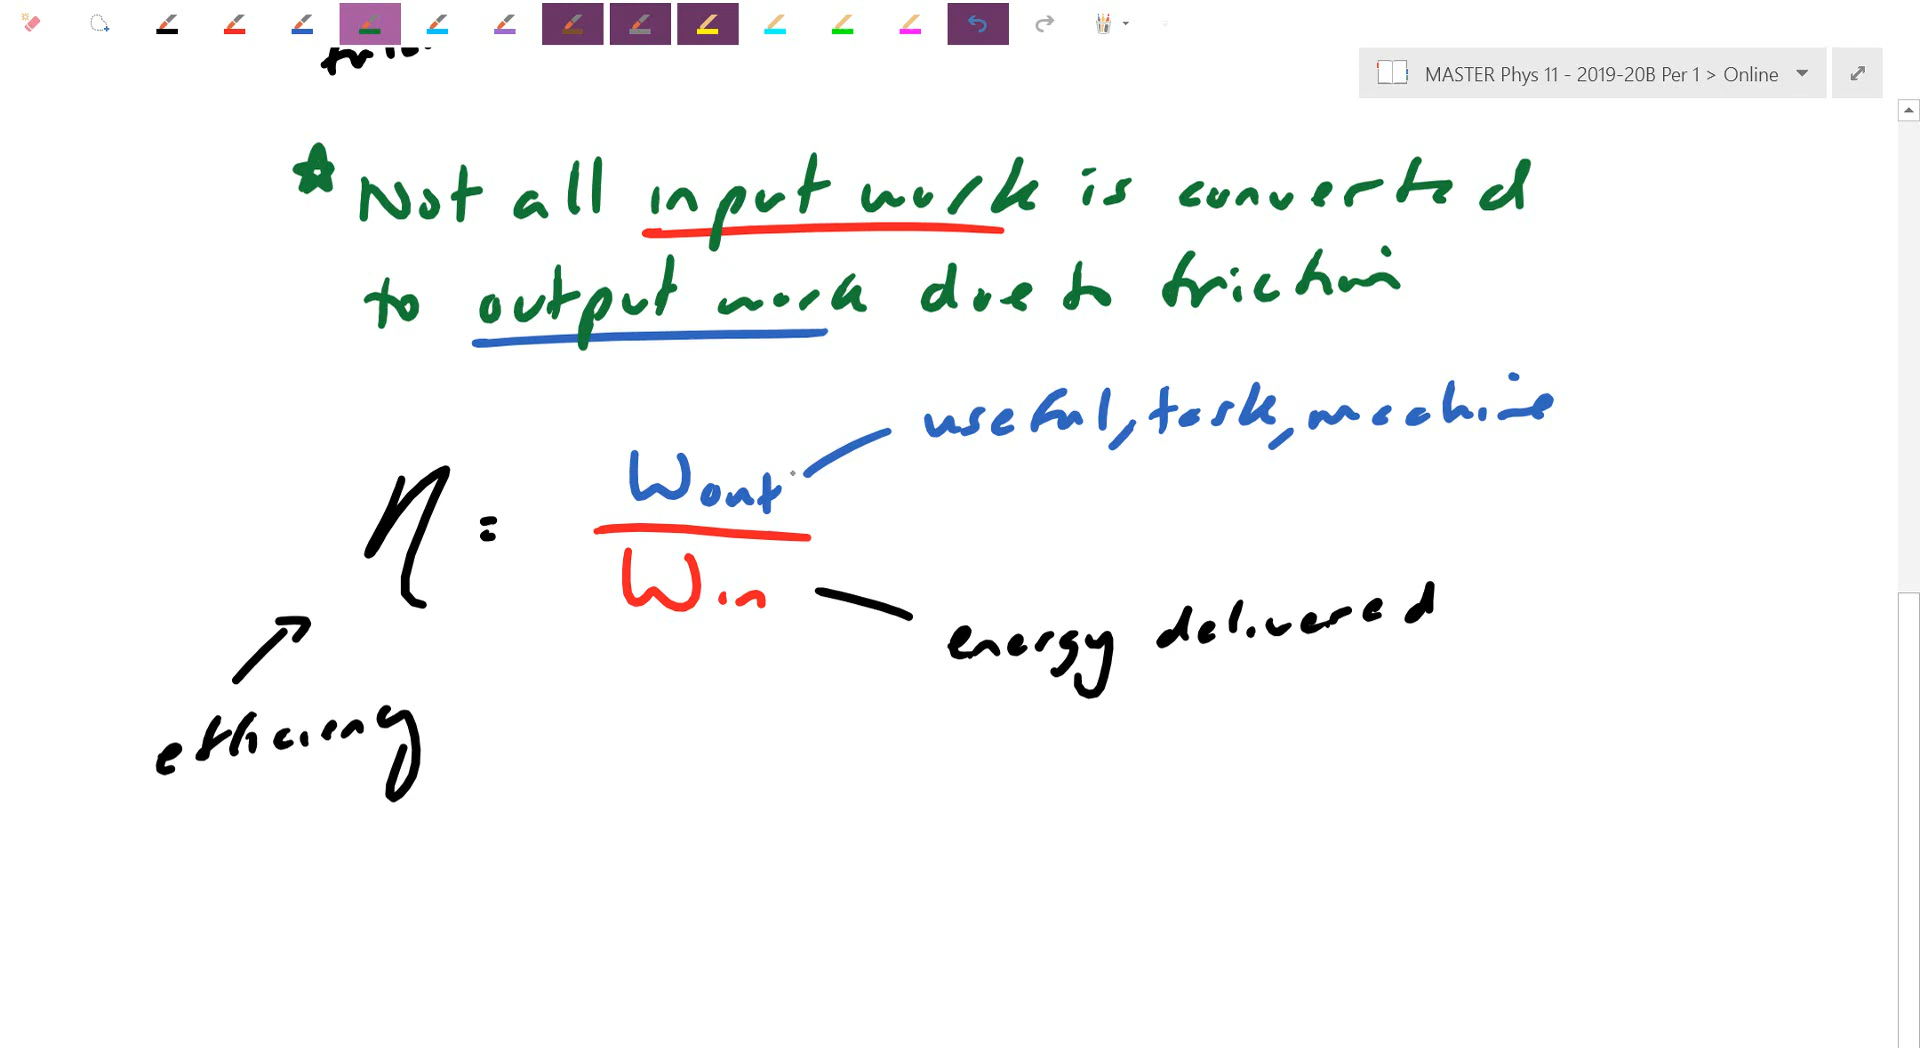 MASTER Phys 11 - 2019-20B Per 1 > Online
Not all input work is converted
to output work due to friction
useful, task, machine
η = Wout
Win
energy delivered
efficiency